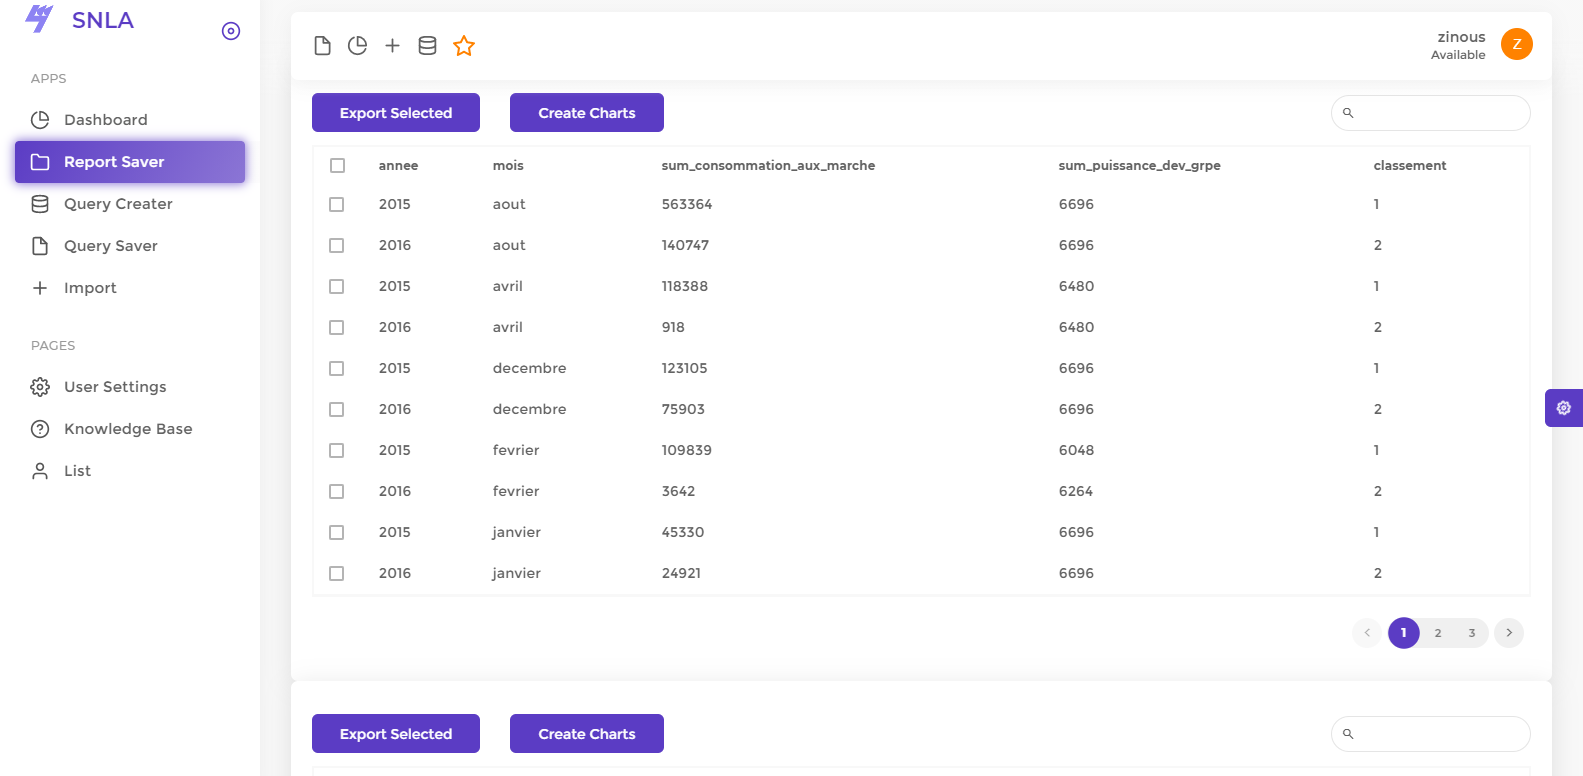 SNLA
APPS
Dashboard
Report Saver
Query Creater
Query Saver
Import
PAGES
User Settings
Knowledge Base
List
zinous
Available
Z
Export Selected Create Charts
annee mois sum_consommation_aux_marche sum_puissance_dev_grpe classement
2015 aout 563364 6696 1
2016 aout 140747 6696 2
2015 avril 118388 6480 1
2016 avril 918 6480 2
2015 decembre 123105 6696 1
2016 decembre 75903 6696 2
2015 fevrier 109839 6048 1
2016 fevrier 3642 6264 2
2015 janvier 45330 6696 1
2016 janvier 24921 6696 2
1 2 3
Export Selected Create Charts